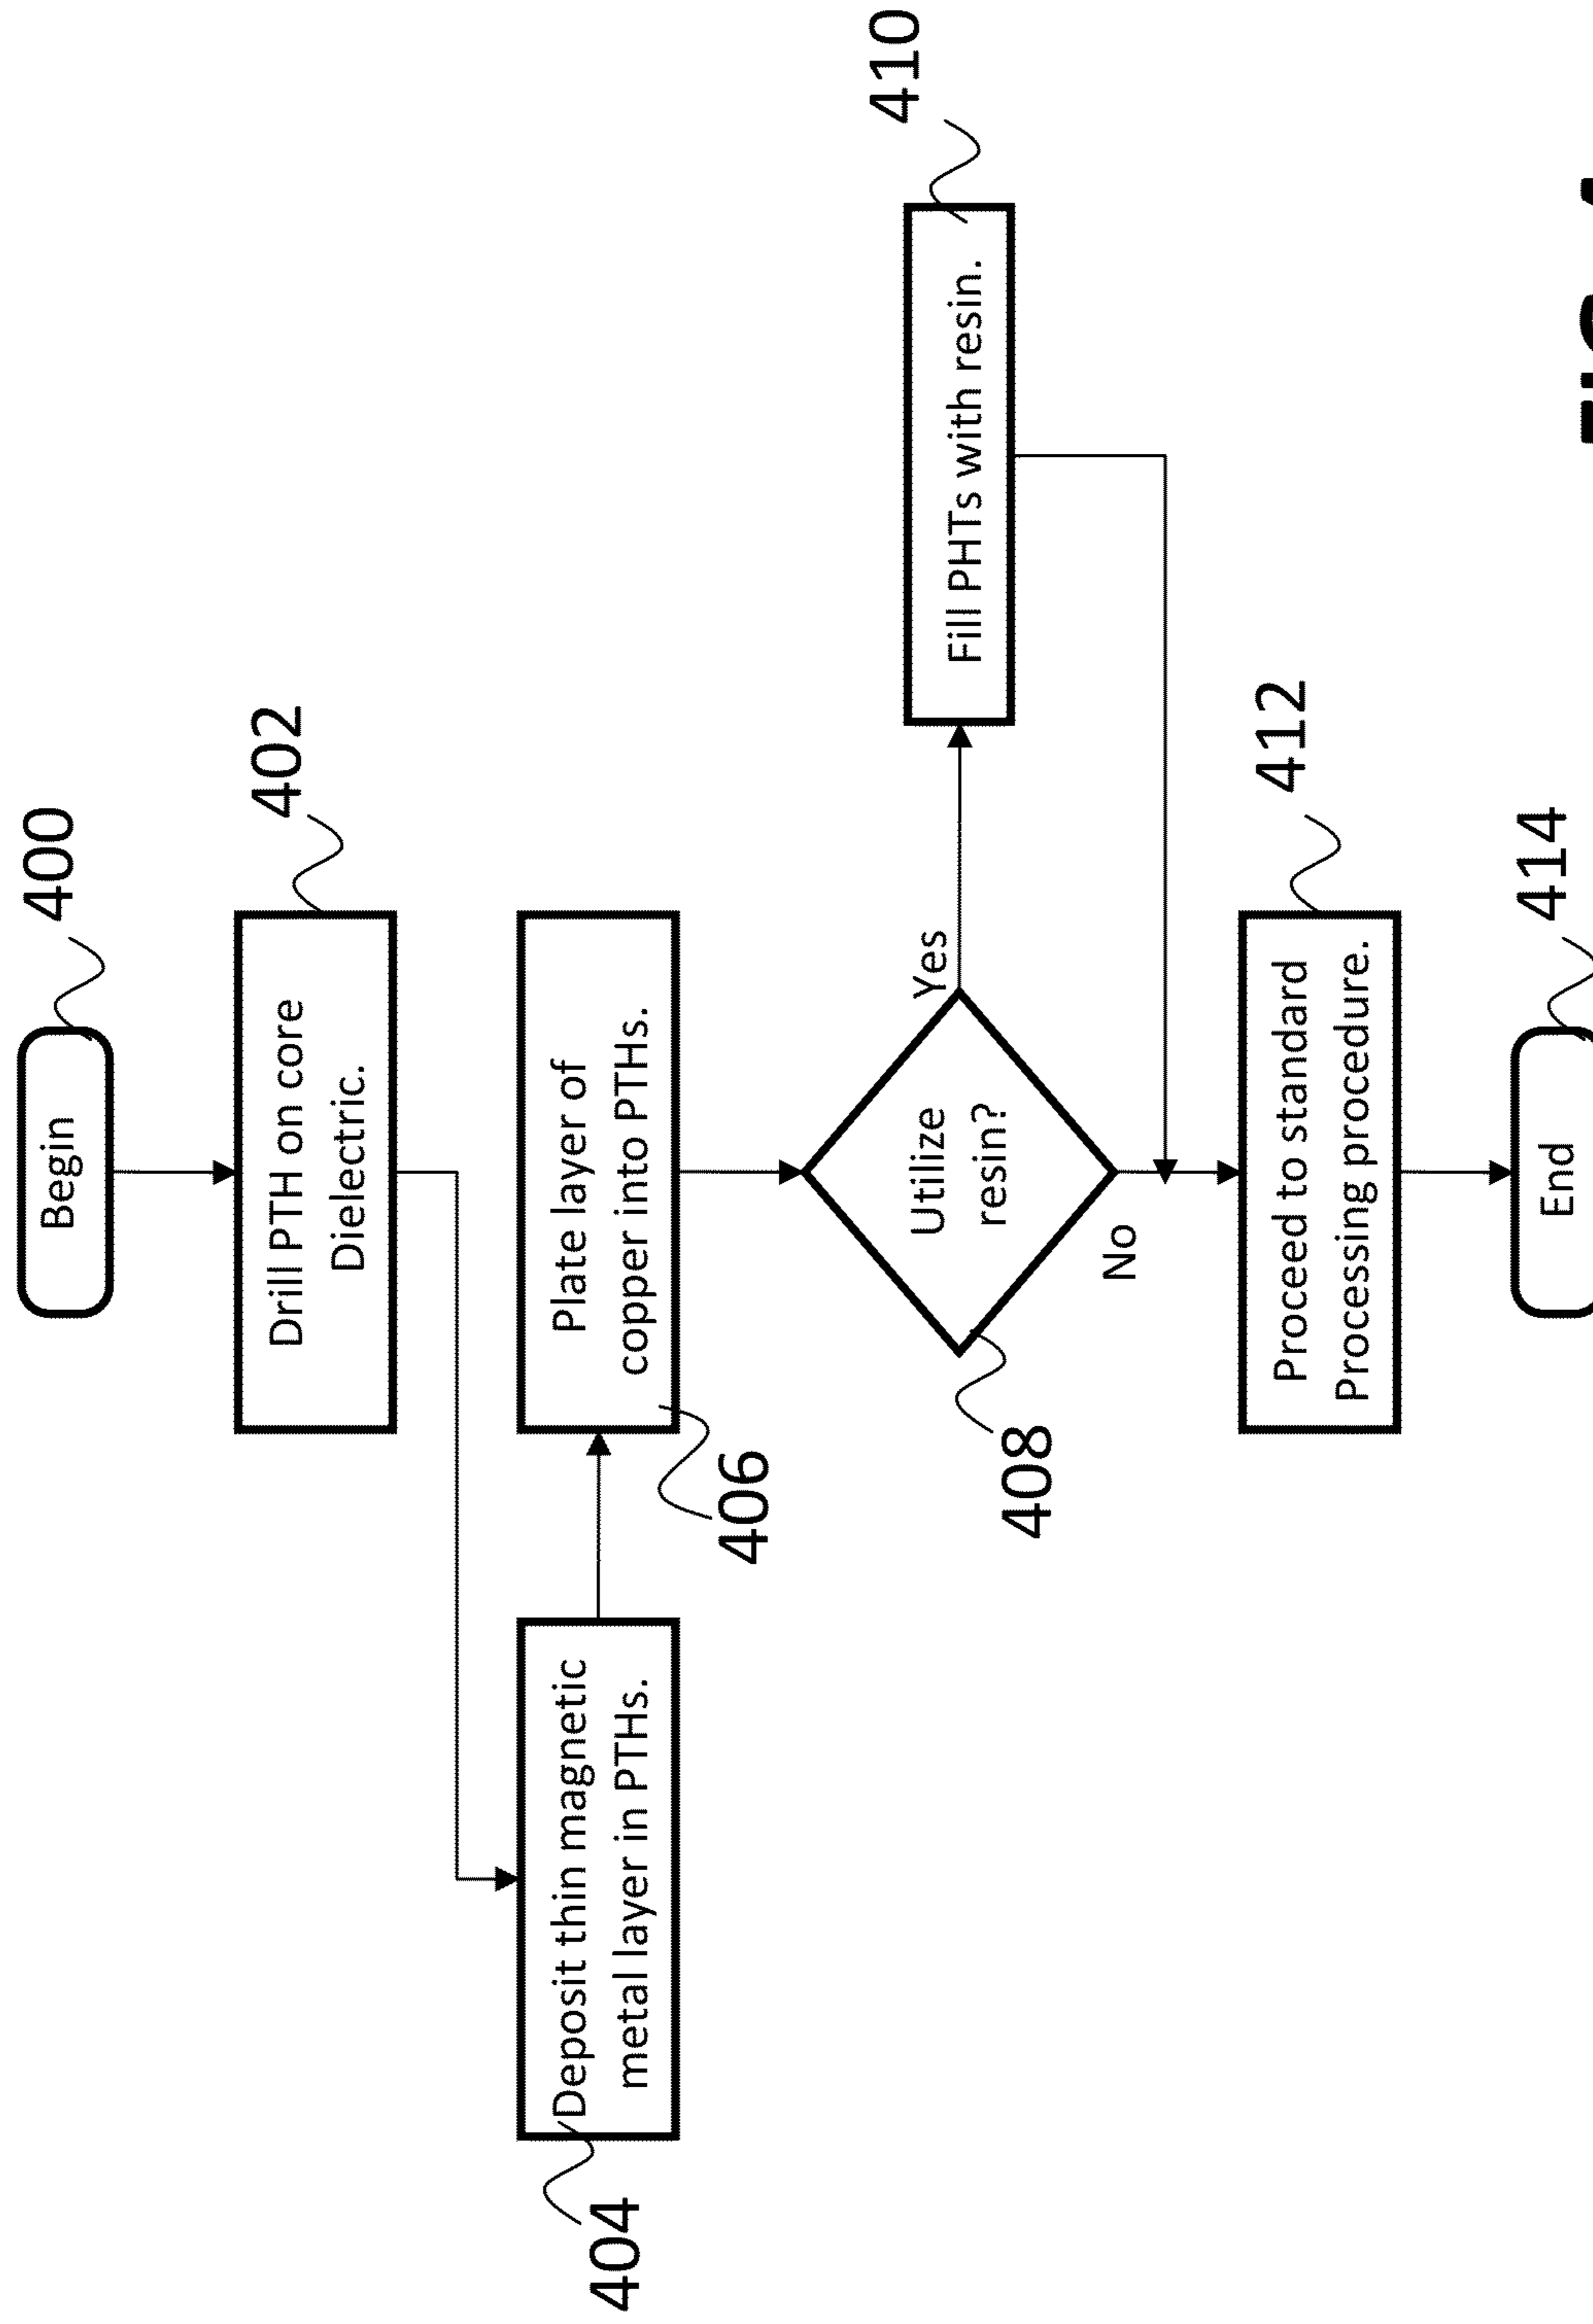 Begin
400
Drill PTH on core
Dielectric.
402
Deposit thin magnetic
metal layer in PTHs.
404
Plate layer of
copper into PTHs.
406
Utilize
resin?
408
Yes
No
Fill PHTs with resin.
410
Proceed to standard
Processing procedure.
412
End
414